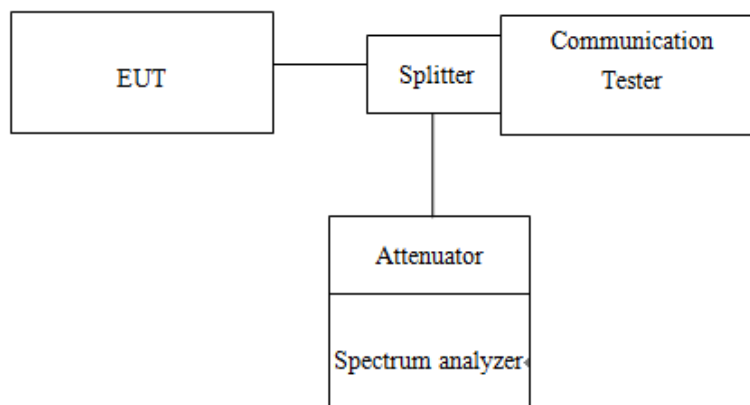 EUT
Splitter
Communication
Tester
Attenuator
Spectrum analyzer